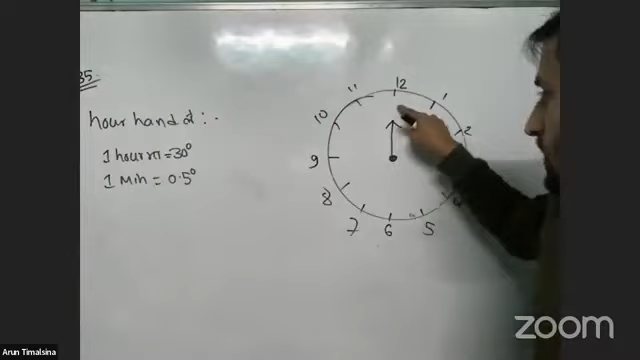 35
hour hand :-
1 hour = 30°
1 Min = 0.5°
12
11
1
10
2
9
8
7
6
5
zoom
Arun Timalsina